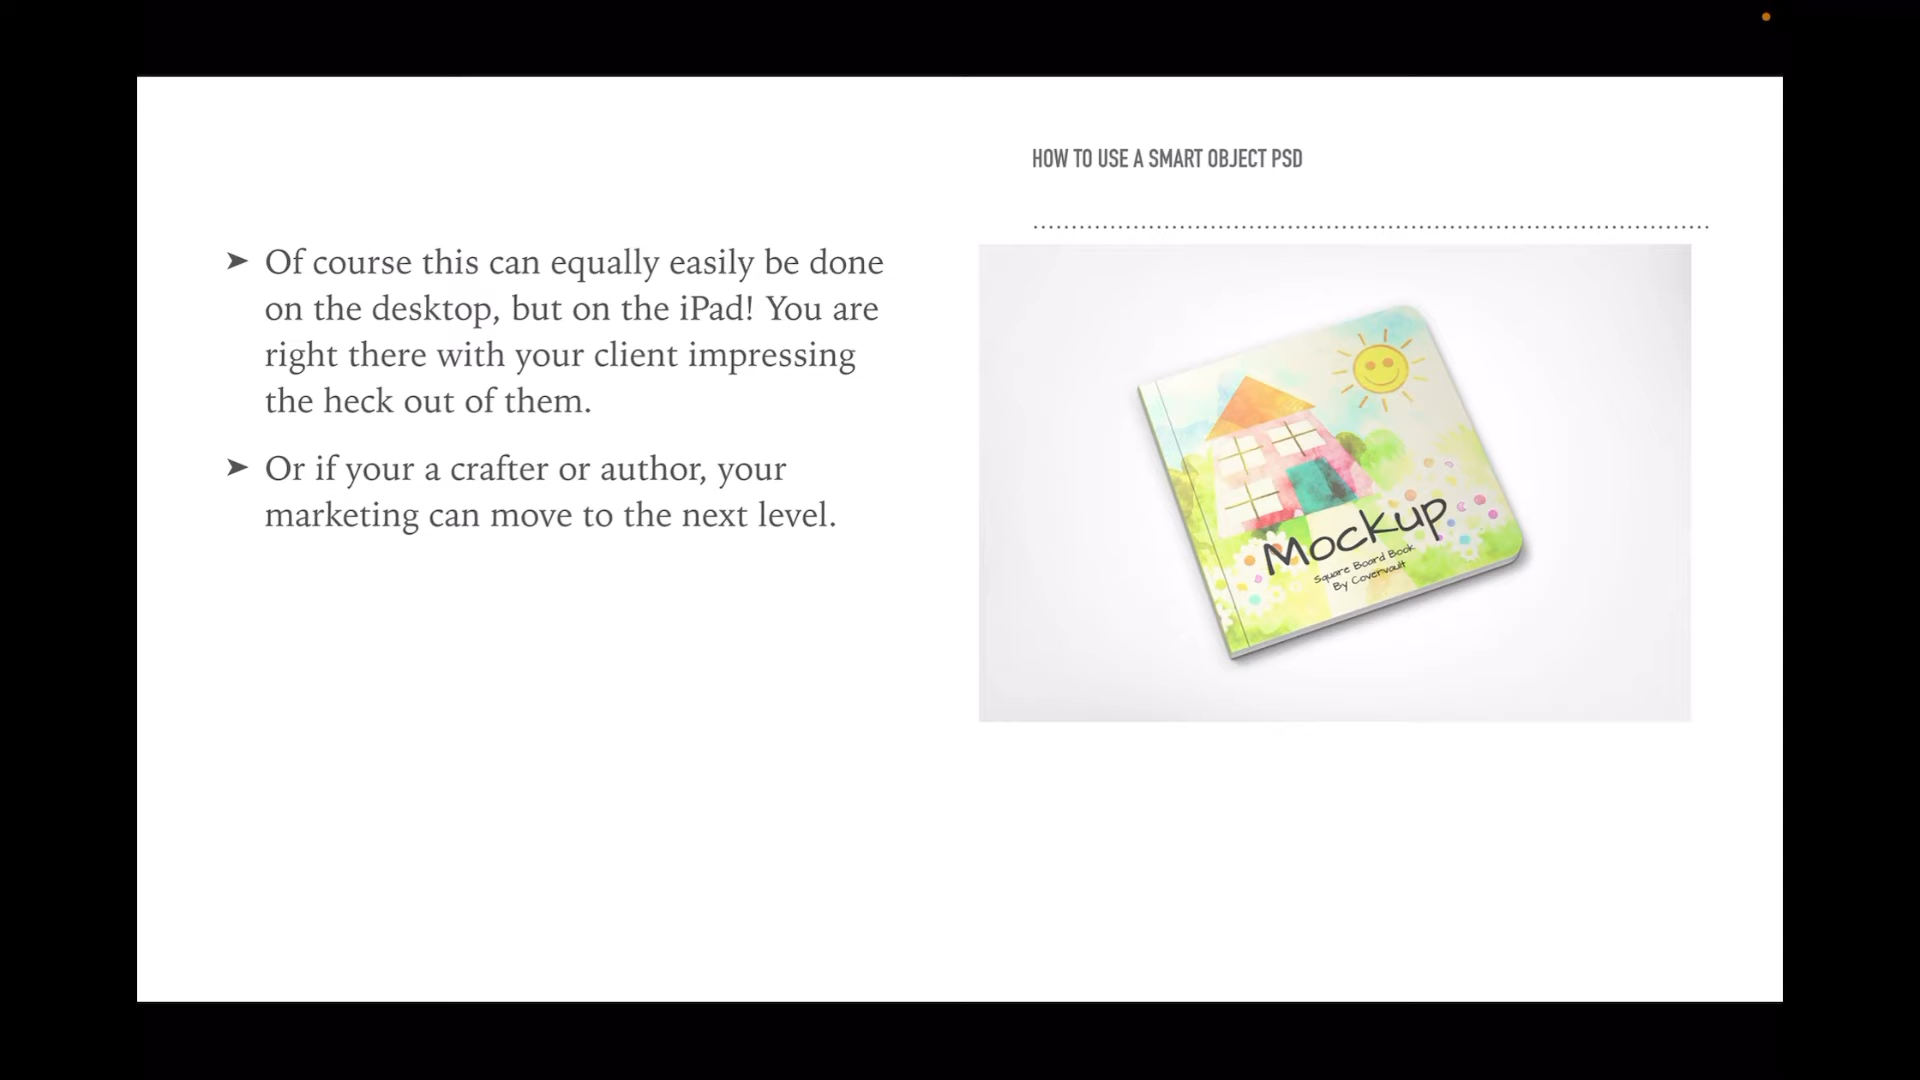 HOW TO USE A SMART OBJECT PSD
➤ Of course this can equally easily be done
on the desktop, but on the iPad! You are
right there with your client impressing
the heck out of them.
➤ Or if your a crafter or author, your
marketing can move to the next level.
Mockup
Square Board Book
By Covervault